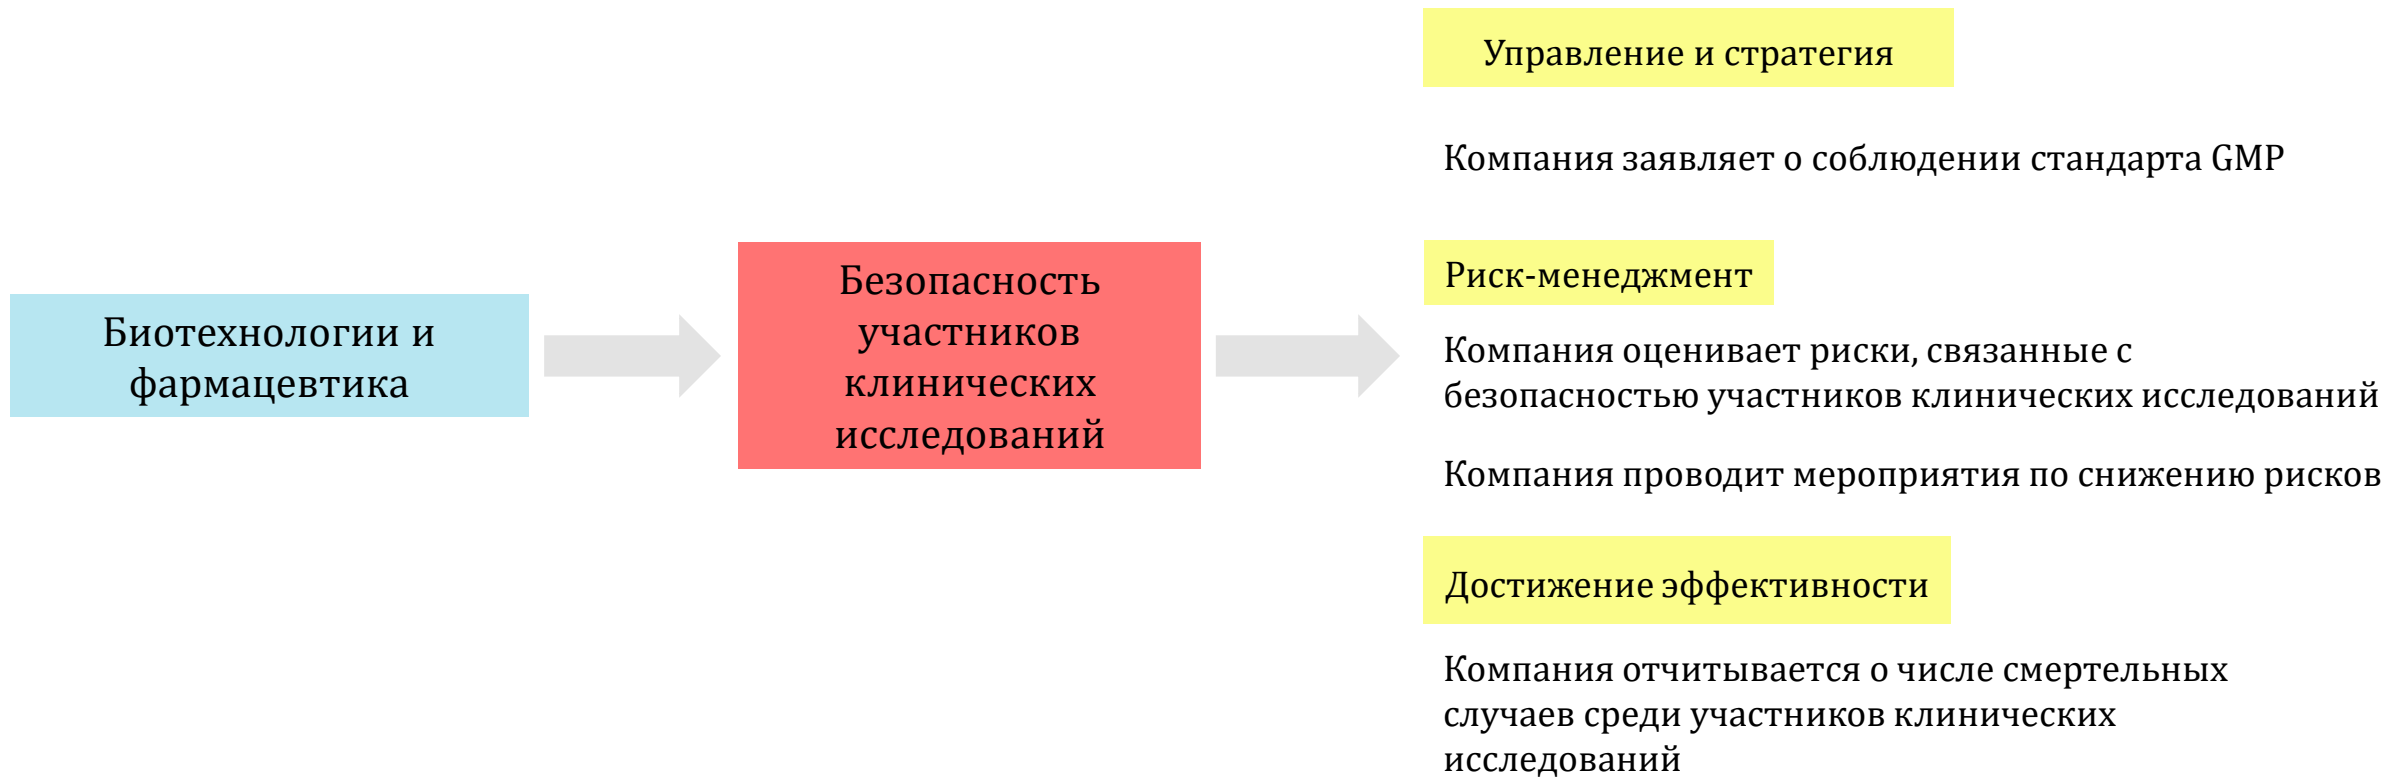 Биотехнологии и
фармацевтика
Безопасность
участников
клинических
исследований
Управление и стратегия
Компания заявляет о соблюдении стандарта GMP
Риск-менеджмент
Компания оценивает риски, связанные с
безопасностью участников клинических исследований
Компания проводит мероприятия по снижению рисков
Достижение эффективности
Компания отчитывается о числе смертельных
случаев среди участников клинических
исследований